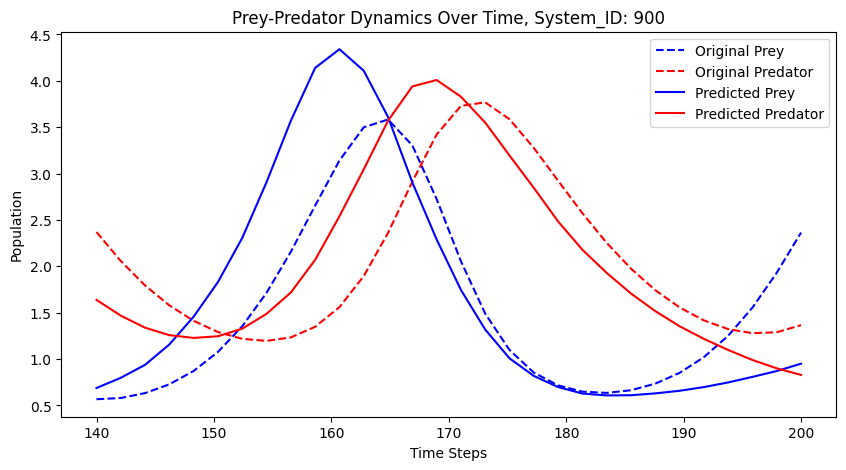 Prey-Predator Dynamics Over Time, System_ID: 900
Original Prey
Original Predator
Predicted Prey
Predicted Predator
Population
4.5
4.0
3.5
3.0
2.5
2.0
1.5
1.0
0.5
140 150 160 170 180 190 200
Time Steps